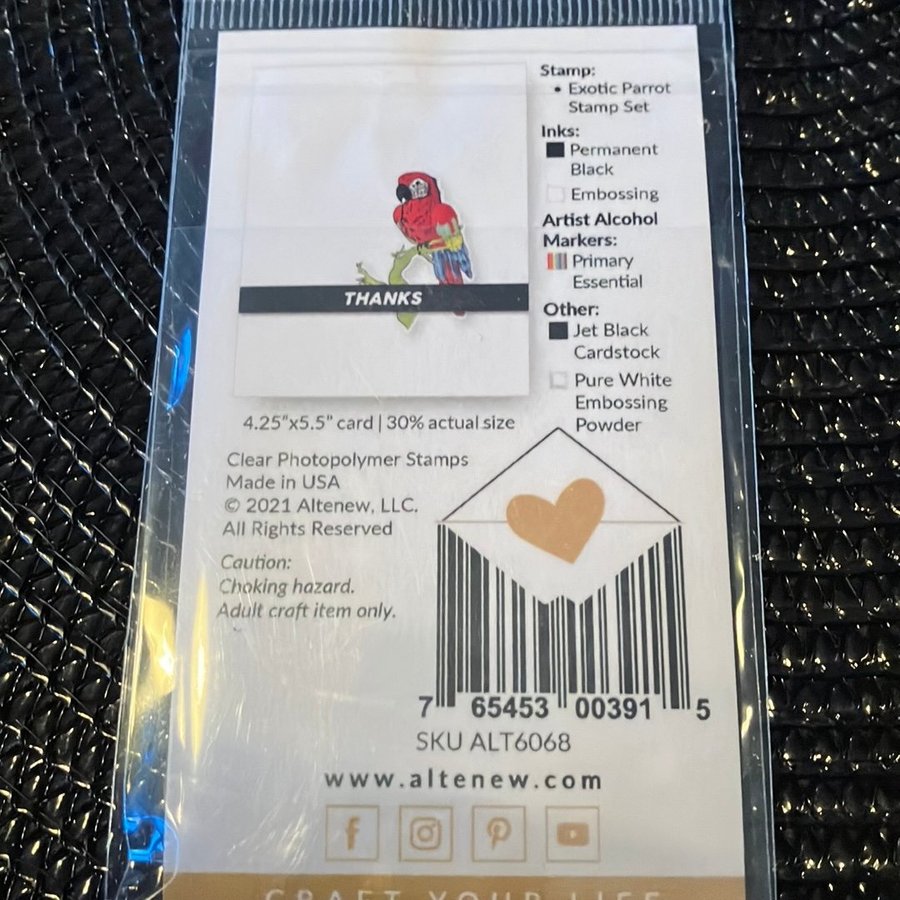 THANKS
4.25"x5.5" card | 30% actual size
Stamp:
• Exotic Parrot
Stamp Set
Inks:
Permanent
Black
Embossing
Artist Alcohol
Markers:
Primary
Essential
Other:
Jet Black
Cardstock
Pure White
Embossing
Powder
Clear Photopolymer Stamps
Made in USA
© 2021 Altenew, LLC.
All Rights Reserved
Caution:
Choking hazard.
Adult craft item only.
7 65453 00391 5
SKU ALT6068
www.altenew.com
CRAFT YOUR LIFE